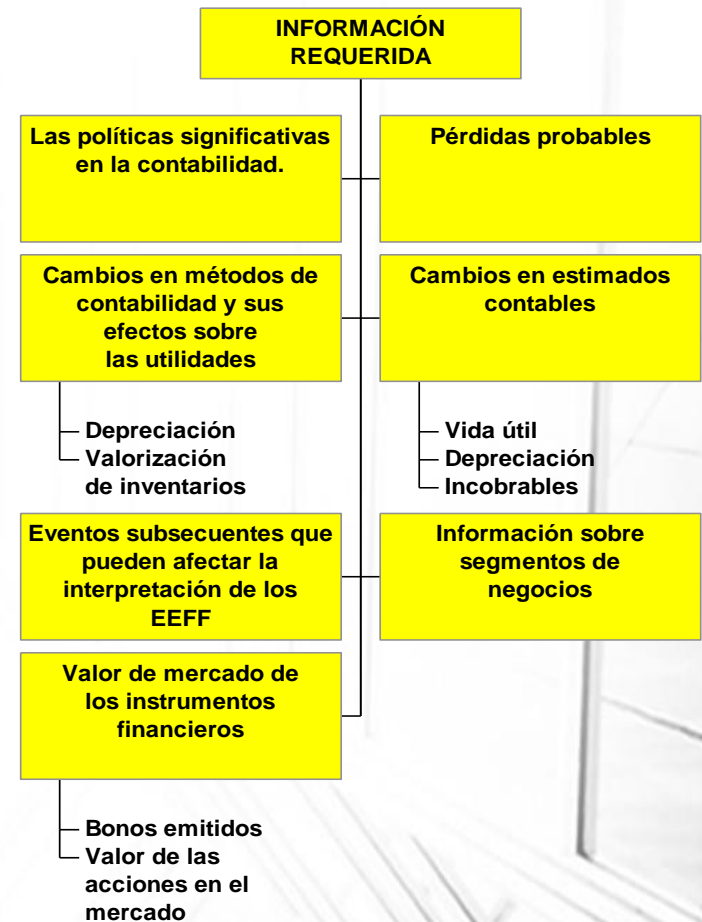 INFORMACIÓN
REQUERIDA
Las políticas significativas
en la contabilidad.
Pérdidas probables
Cambios en métodos de
contabilidad y sus
efectos sobre
las utilidades
Depreciación
Valorización
de inventarios
Cambios en estimados
contables
Vida útil
Depreciación
Incobrables
Eventos subsecuentes que
pueden afectar la
interpretación de los
EEFF
Información sobre
segmentos de
negocios
Valor de mercado de
los instrumentos
financieros
Bonos emitidos
Valor de las
acciones en el
mercado